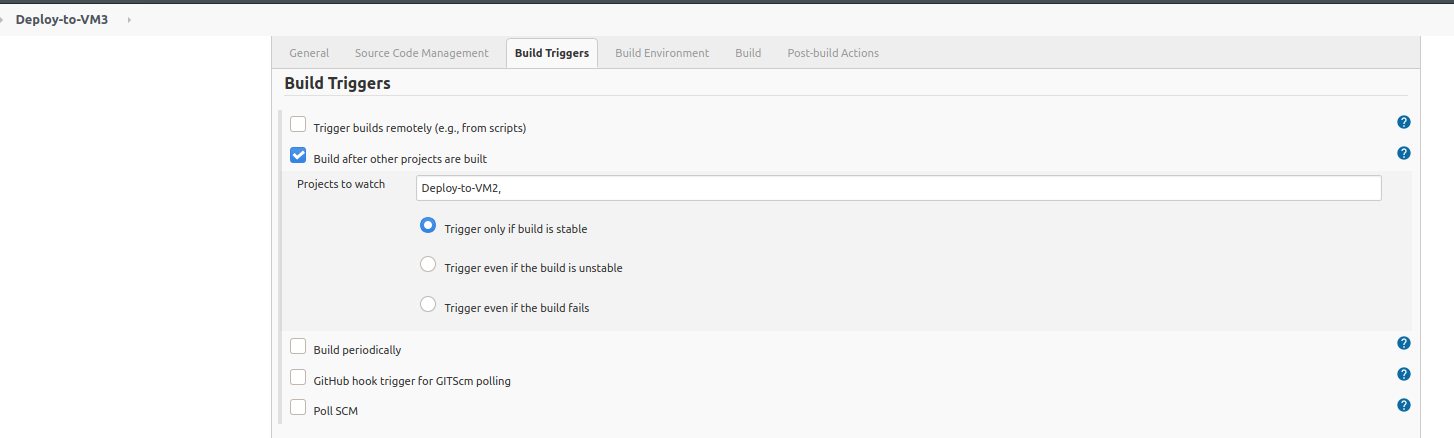 Deploy-to-VM3
General Source Code Management Build Triggers Build Environment Build Post-build Actions
Build Triggers
Trigger builds remotely (e.g., from scripts)
?
Build after other projects are built
?
Projects to watch Deploy-to-VM2,
Trigger only if build is stable
Trigger even if the build is unstable
Trigger even if the build fails
Build periodically
?
GitHub hook trigger for GITScm polling
?
Poll SCM
?